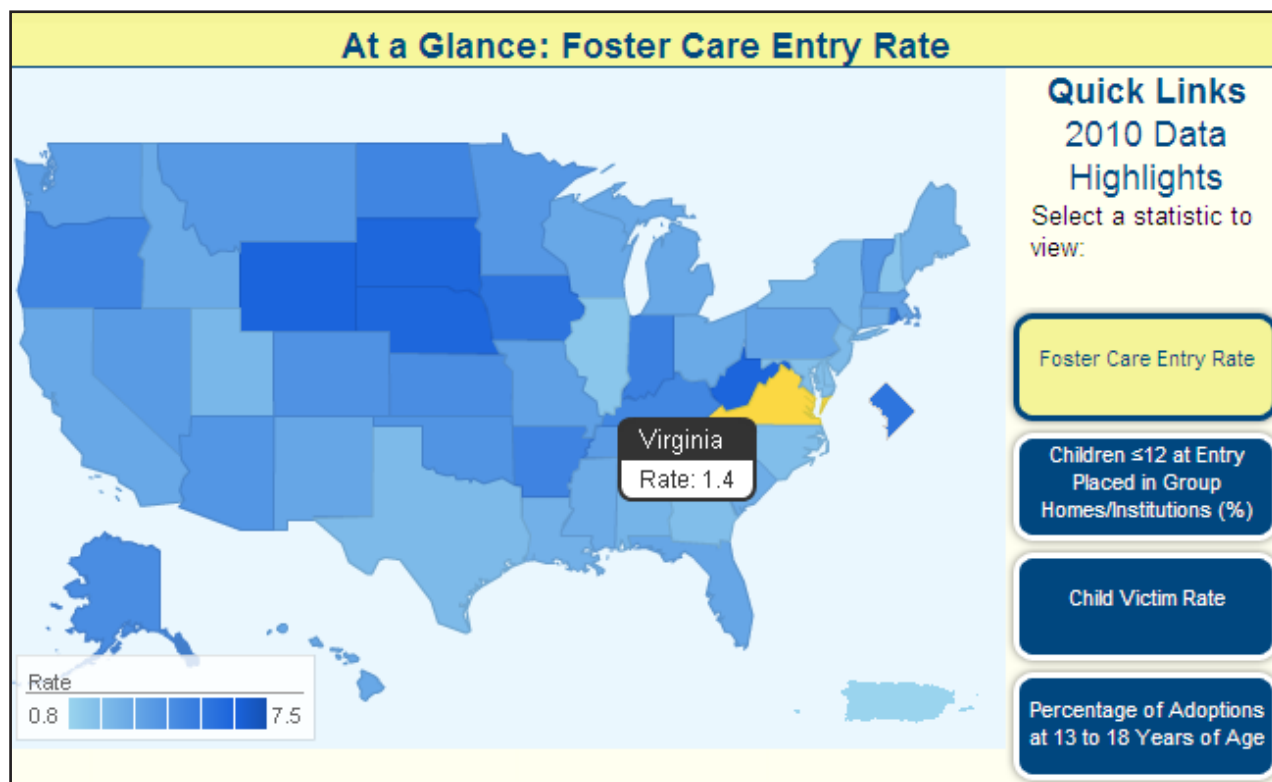 At a Glance: Foster Care Entry Rate
Quick Links
2010 Data
Highlights
Select a statistic to
view:
Foster Care Entry Rate
Children ≤12 at Entry
Placed in Group
Homes/Institutions (%)
Child Victim Rate
Percentage of Adoptions
at 13 to 18 Years of Age
Virginia
Rate: 1.4
Rate
0.8 7.5